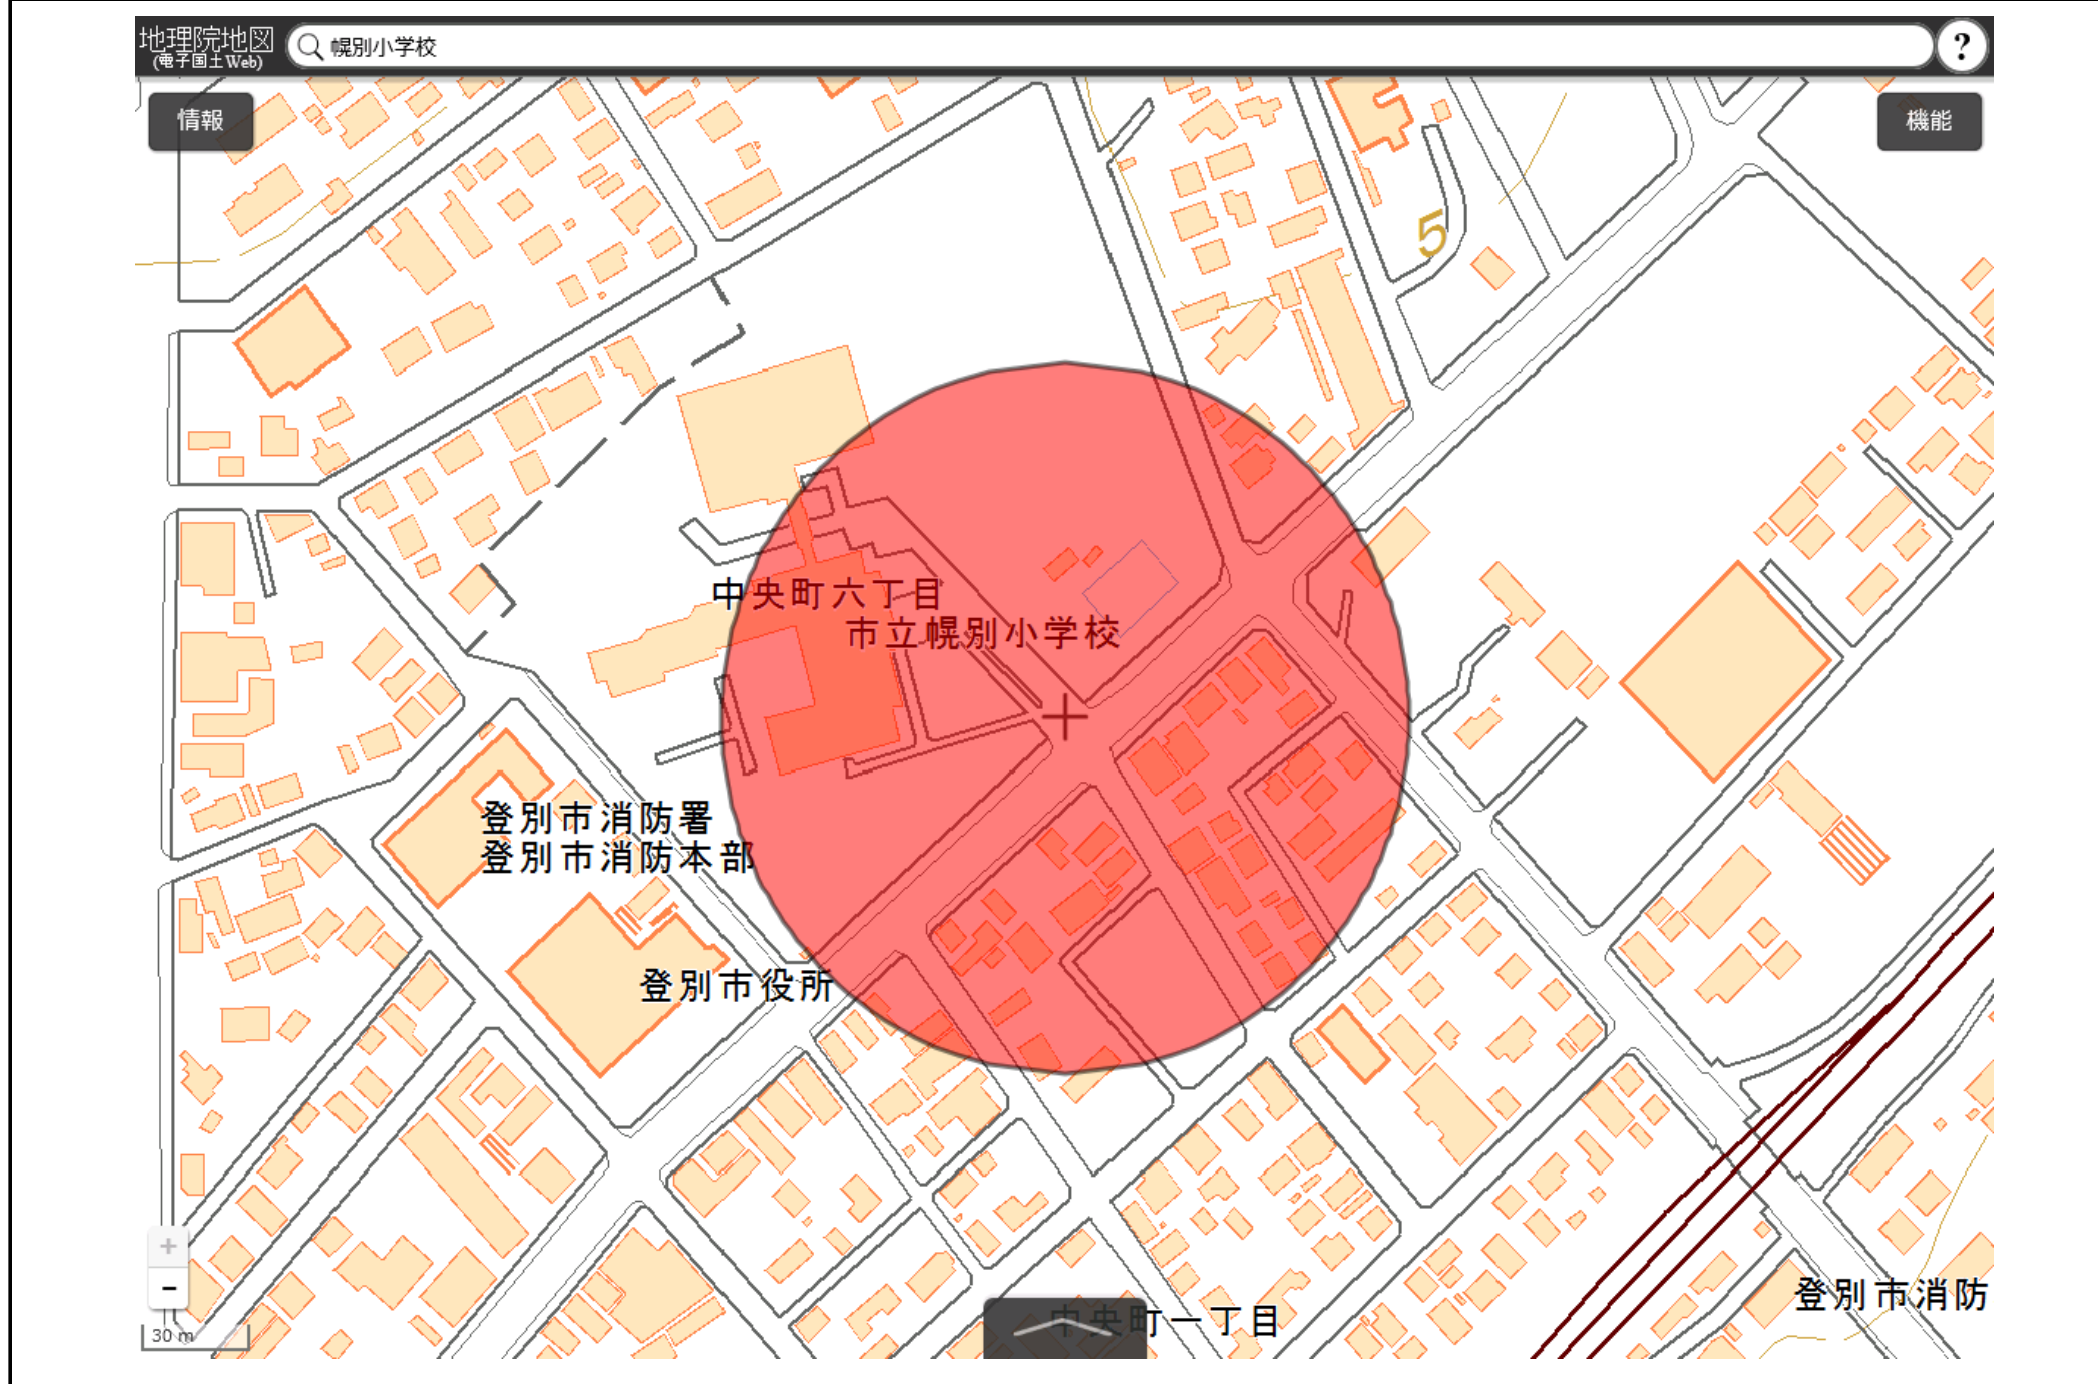 地理院地図
(電子国土Web)
幌別小学校
?
情報
機能
5
中央町六丁目
市立幌別小学校
登別市消防署
登別市消防本部
登別市役所
+
-
30 m
中央町一丁目
登別市消防